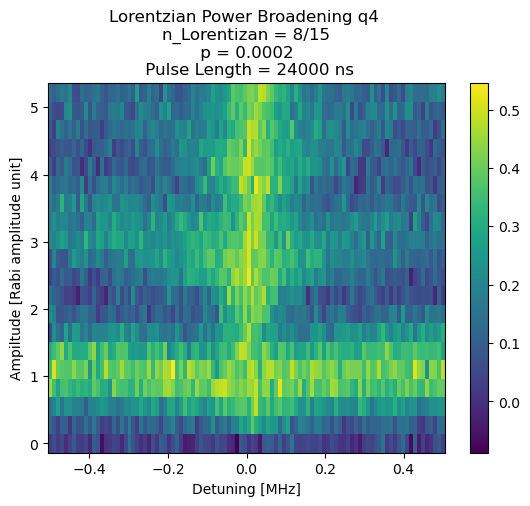 Lorentzian Power Broadening q4
n_Lorentizan = 8/15
p = 0.0002
Pulse Length = 24000 ns
Amplitude [Rabi amplitude unit]
5
4
3
2
1
0
−0.4
−0.2
0.0
0.2
0.4
Detuning [MHz]
0.5
0.4
0.3
0.2
0.1
0.0